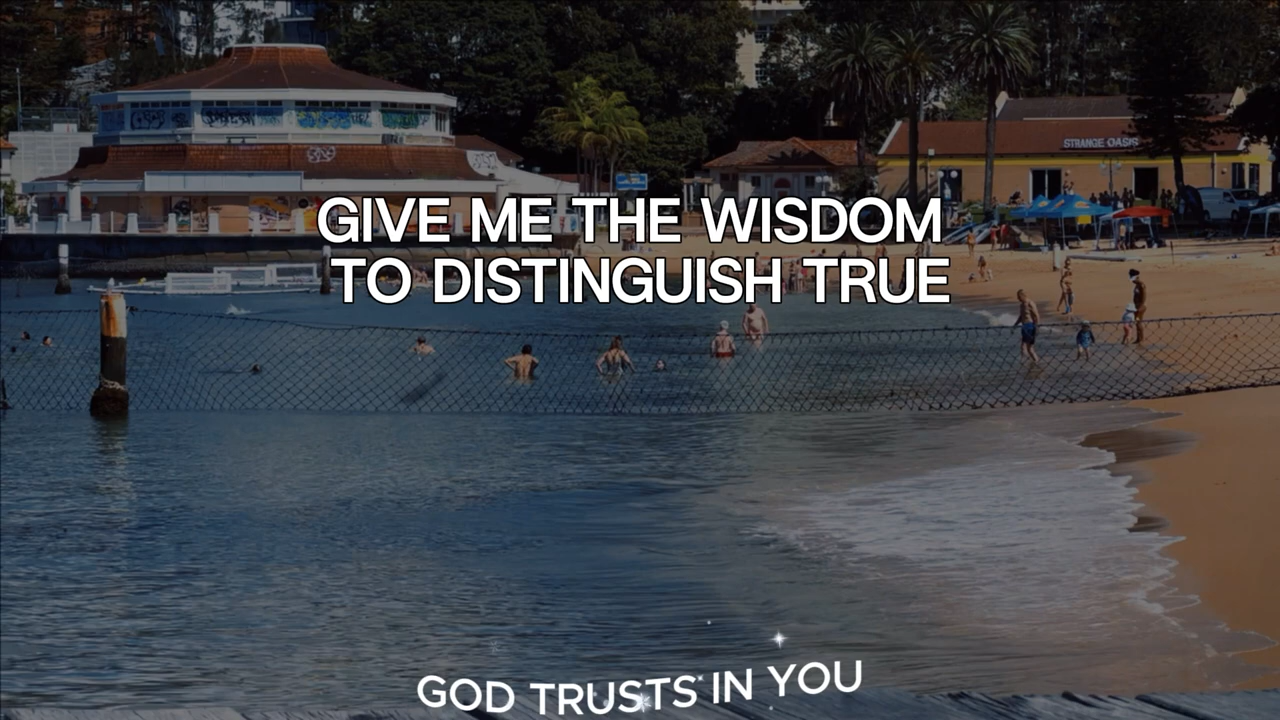 STRANGE OASIS
GIVE ME THE WISDOM
TO DISTINGUISH TRUE
GOD TRUSTS IN YOU